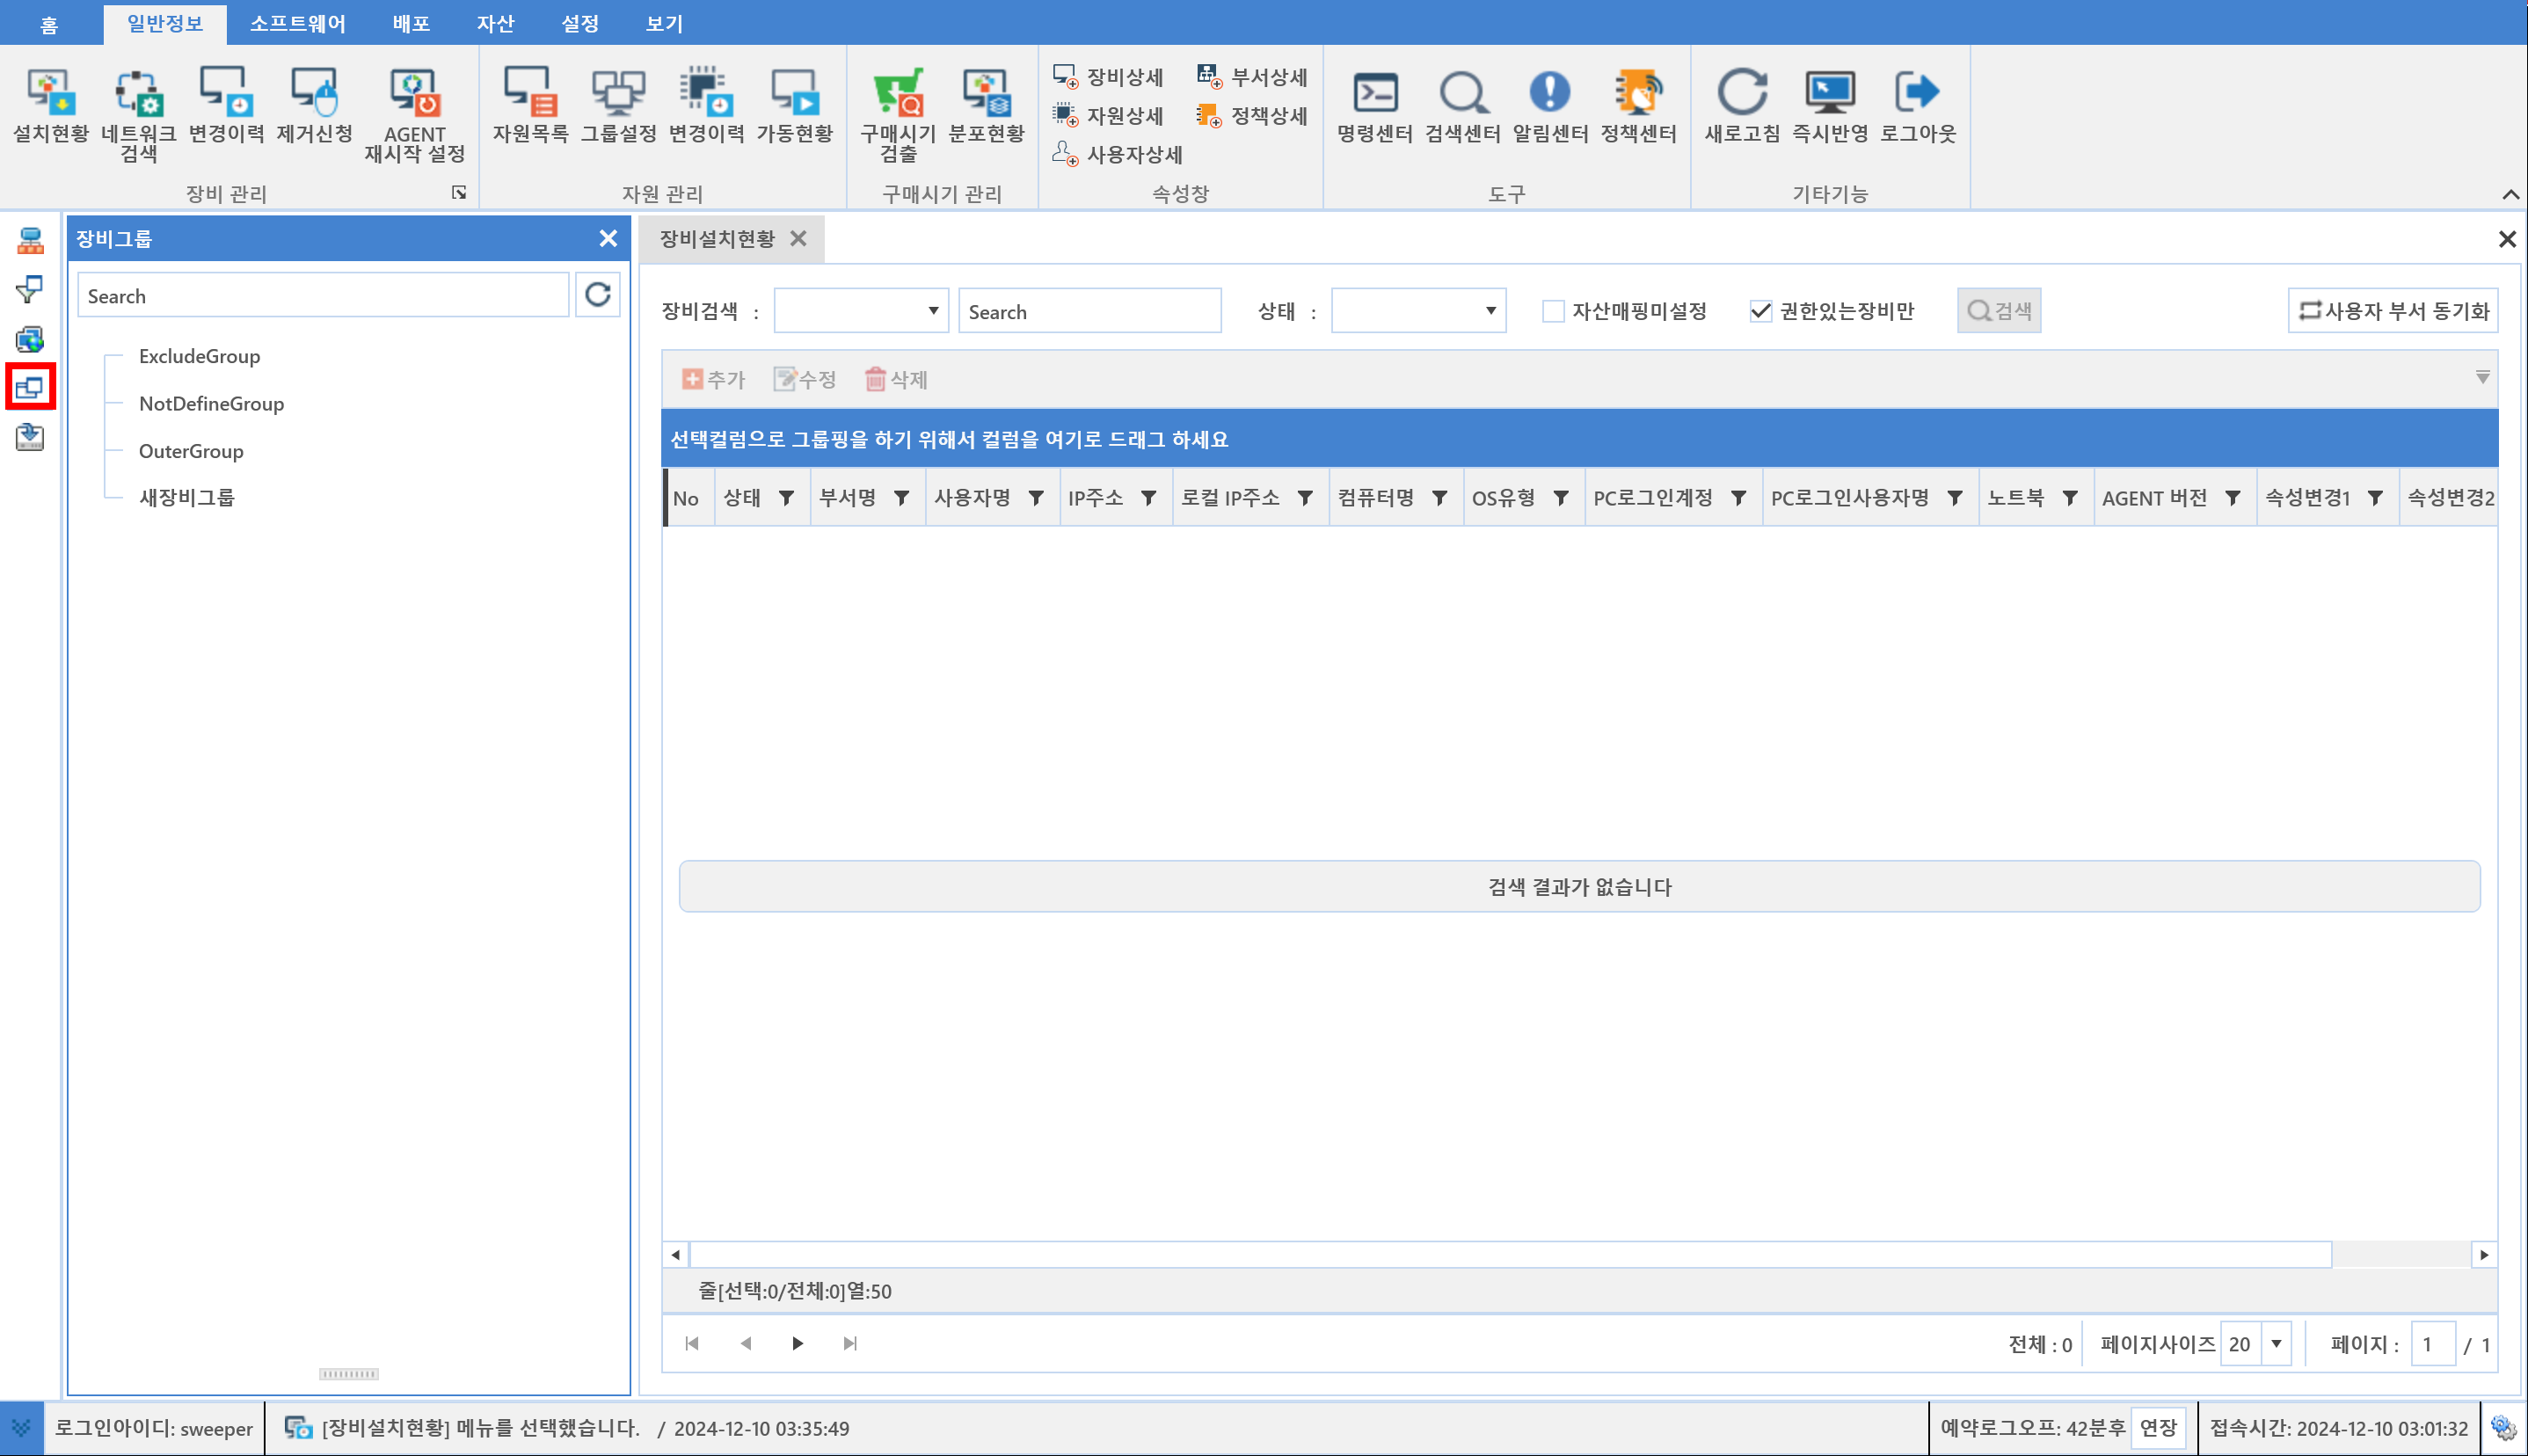 홈 일반정보 소프트웨어 배포 자산 설정 보기
설치현황 네트워크 검색 변경이력 제거신청 AGENT 재시작 설정
장비 관리
자원목록 그룹설정 변경이력 가동현황
자원 관리
구매시기 검출 분포현황
구매시기 관리
장비상세 부서상세
자원상세 정책상세
사용자상세
속성창
명령센터 검색센터 알림센터 정책센터
도구
새로고침 즉시반영 로그아웃
기타기능
장비그룹
Search
ExcludeGroup
NotDefineGroup
OuterGroup
새장비그룹
장비설치현황
장비검색 : Search 상태 : 자산매핑미설정 권한있는장비만 검색 사용자 부서 동기화
추가 수정 삭제
선택컬럼으로 그룹핑을 하기 위해서 컬럼을 여기로 드래그 하세요
No 상태 부서명 사용자명 IP주소 로컬 IP주소 컴퓨터명 OS유형 PC로그인계정 PC로그인사용자명 노트북 AGENT 버전 속성변경1 속성변경2
검색 결과가 없습니다
줄[선택:0/전체:0]열:50
전체 : 0 페이지사이즈 20 페이지 : 1 / 1
로그인아이디: sweeper [장비설치현황] 메뉴를 선택했습니다. / 2024-12-10 03:35:49 예약로그오프: 42분후 연장 접속시간: 2024-12-10 03:01:32